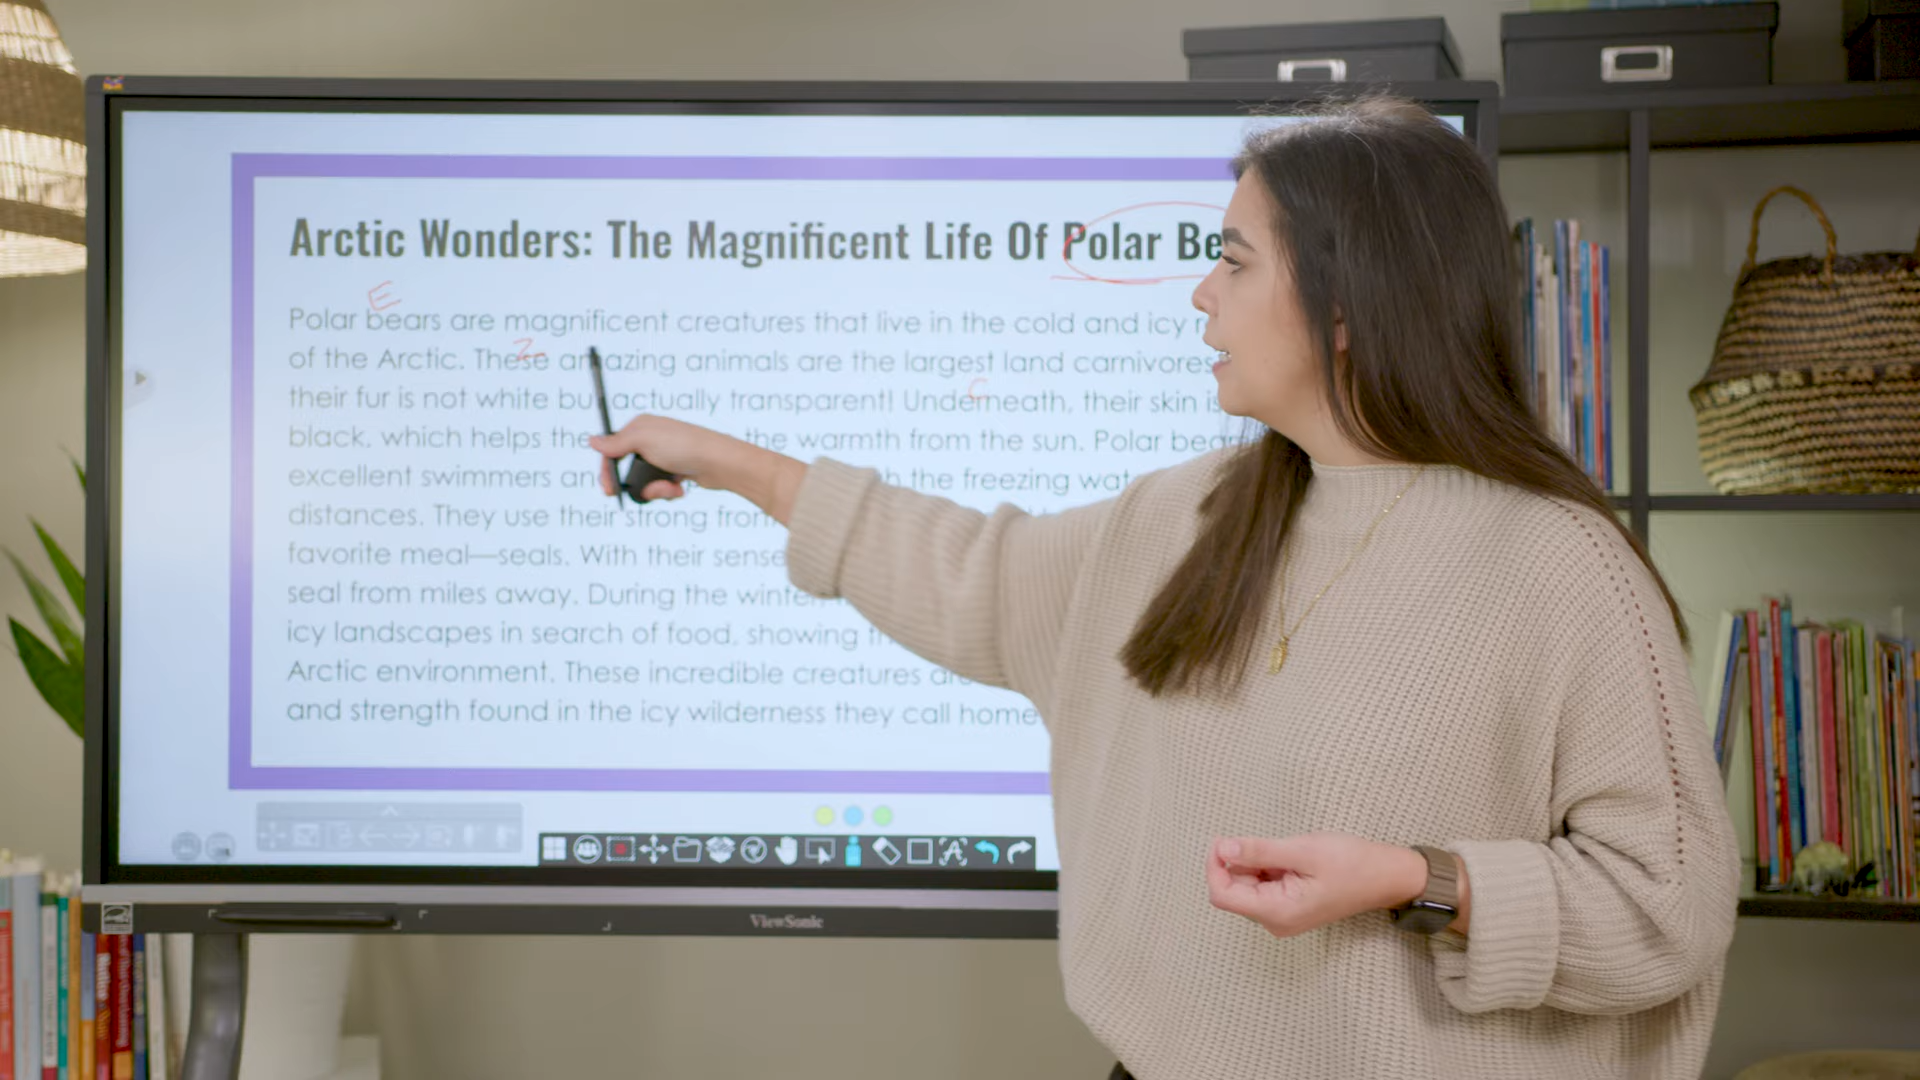 Arctic Wonders: The Magnificent Life Of Polar Be
E
Polar bears are magnificent creatures that live in the cold and icy r
of the Arctic. These amazing animals are the largest land carnivores
their fur is not white but actually transparent! Underneath, their skin is
black, which helps the the warmth from the sun. Polar bear
excellent swimmers an the freezing wat
distances. They use their strong fron
favorite meal—seals. With their sense
seal from miles away. During the winter
icy landscapes in search of food, showing th
Arctic environment. These incredible creatures are
and strength found in the icy wilderness they call home
ViewSonic